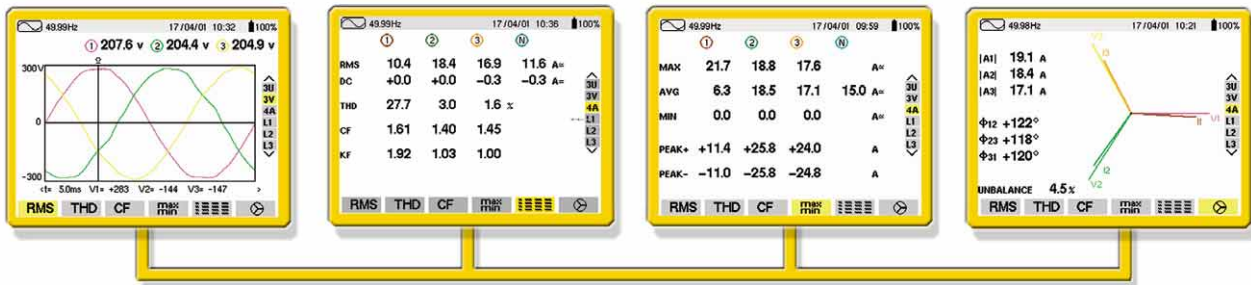 49.99Hz 17/04/01 10:32 100%
1 207.6 V 2 204.4 V 3 204.9 V
300V
0
-300
3U
3V
4A
L1
L2
L3
<t= 5.0ms V1= +283 V2= -144 V3= -147 >
RMS THD CF max min
49.99Hz 17/04/01 10:36 100%
1 2 3 N
RMS 10.4 18.4 16.9 11.6 A≂
DC +0.0 +0.0 -0.3 -0.3 A=
THD 27.7 3.0 1.6 %
CF 1.61 1.40 1.45
KF 1.92 1.03 1.00
3U
3V
4A
L1
L2
L3
RMS THD CF max min
49.99Hz 17/04/01 09:59 100%
1 2 3 N
MAX 21.7 18.8 17.6 A≂
AVG 6.3 18.5 17.1 15.0 A≂
MIN 0.0 0.0 0.0 A≂
PEAK+ +11.4 +25.8 +24.0 A
PEAK- -11.0 -25.8 -24.8 A
3U
3V
4A
L1
L2
L3
RMS THD CF max min
49.98Hz 17/04/01 10:21 100%
|A1| 19.1 A
|A2| 18.4 A
|A3| 17.1 A
Φ12 +122°
Φ23 +118°
Φ31 +120°
UNBALANCE 4.5%
I3
I1 V1
I2
V2
3U
3V
4A
L1
L2
L3
RMS THD CF max min